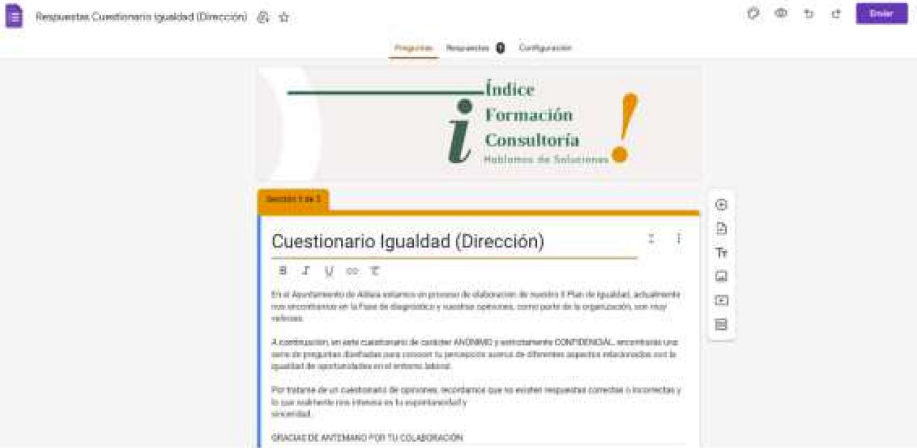 Respuestas Cuestionario Igualdad (Dirección)
Enviar
Preguntas Respuestas Configuración
Índice
Formación
Consultoría
Hablamos de Soluciones
Sección 1 de 3
Cuestionario Igualdad (Dirección)
En el Ayuntamiento de estamos en proceso de elaboración de nuestro II Plan de Igualdad, actualmente
nos encontramos en la Fase de diagnóstico y vuestras opiniones, como parte de la organización, son muy
valiosas.
A continuación, en este cuestionario de carácter ANÓNIMO y estrictamente CONFIDENCIAL, encontrarás una
serie de preguntas diseñadas para conocer tu percepción acerca de diferentes aspectos relacionados con la
igualdad de oportunidades en el entorno laboral.
Por tratarse de un cuestionario de opiniones, recordamos que no existen respuestas correctas o incorrectas y
lo que realmente nos interesa es tu espontaneidad y
sinceridad.
GRACIAS DE ANTEMANO POR TU COLABORACIÓN